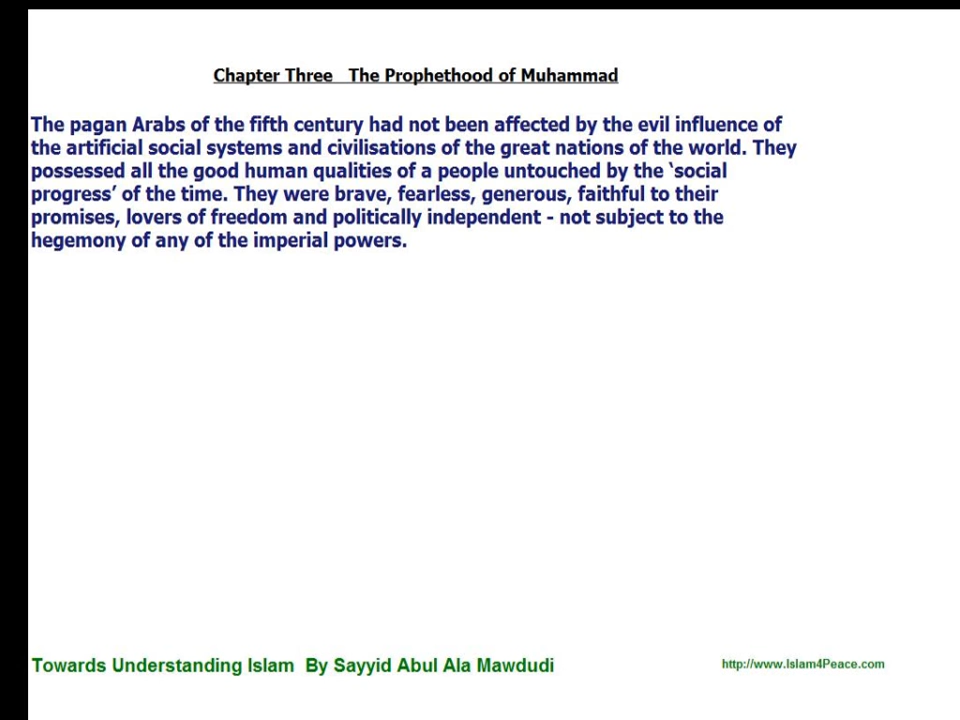 Chapter Three   The Prophethood of Muhammad
The pagan Arabs of the fifth century had not been affected by the evil influence of
the artificial social systems and civilisations of the great nations of the world. They
possessed all the good human qualities of a people untouched by the ‘social
progress’ of the time. They were brave, fearless, generous, faithful to their
promises, lovers of freedom and politically independent - not subject to the
hegemony of any of the imperial powers.
Towards Understanding Islam  By Sayyid Abul Ala Mawdudi
http://www.Islam4Peace.com